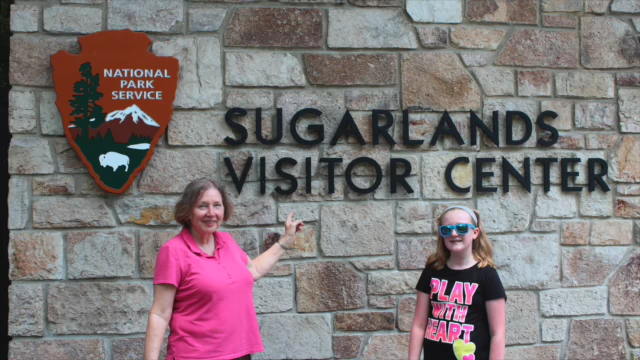 NATIONAL
PARK
SERVICE
SUGARLANDS
VISITOR CENTER
PLAY
WITH
HEART